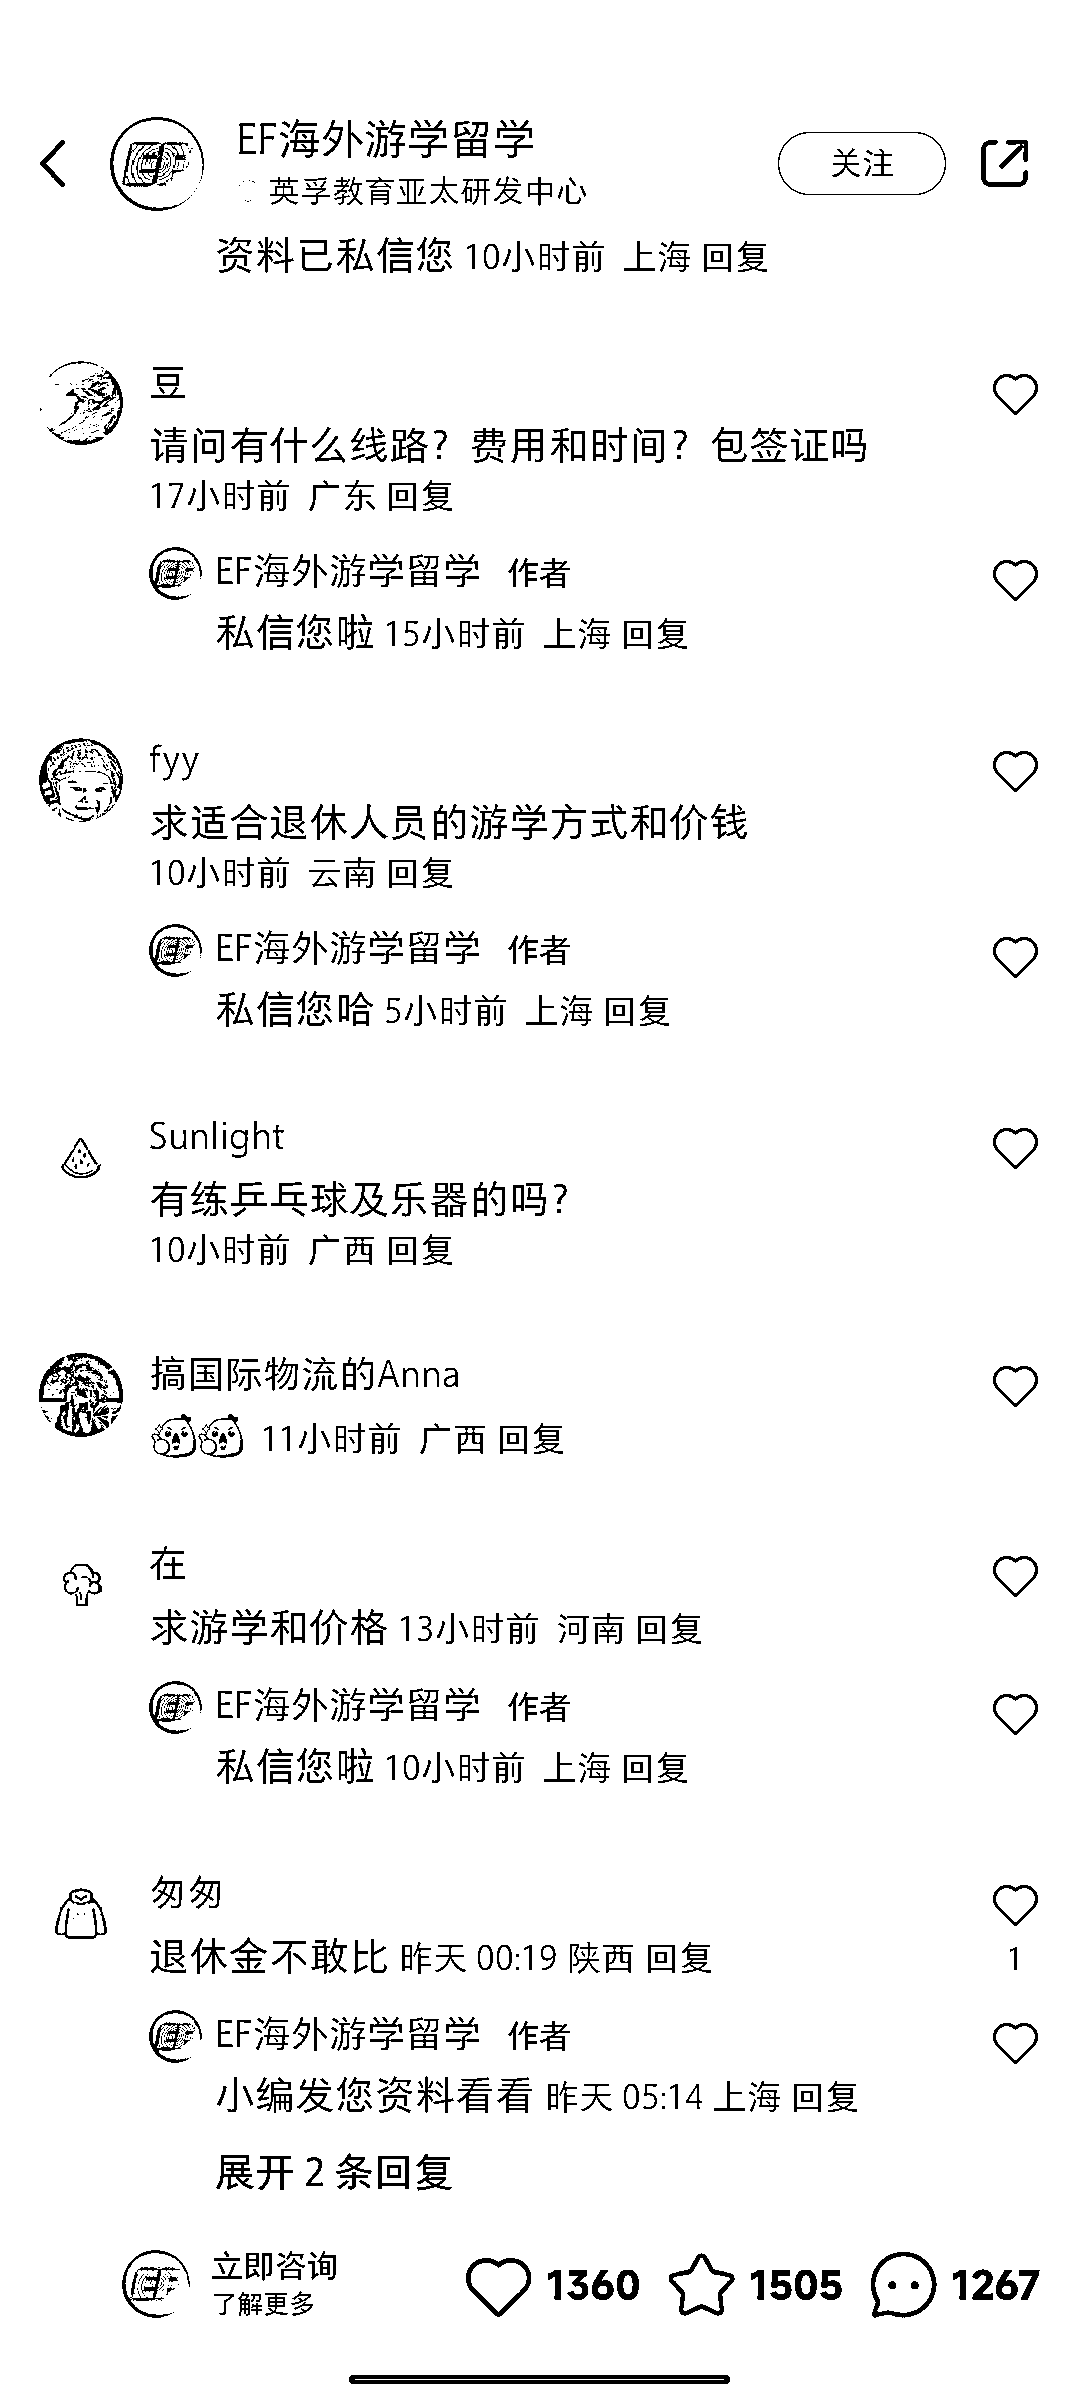 EF海外游学留学
英孚教育亚太研发中心
关注
资料已私信您 10小时前 上海 回复
豆
请问有什么线路？费用和时间？包签证吗
17小时前 广东 回复
EF海外游学留学 作者
私信您啦 15小时前 上海 回复
fyy
求适合退休人员的游学方式和价钱
10小时前 云南 回复
EF海外游学留学 作者
私信您哈 5小时前 上海 回复
Sunlight
有练乒乓球及乐器的吗？
10小时前 广西 回复
搞国际物流的Anna
11小时前 广西 回复
在
求游学和价格 13小时前 河南 回复
EF海外游学留学 作者
私信您啦 10小时前 上海 回复
匆匆
退休金不敢比 昨天 00:19 陕西 回复
1
EF海外游学留学 作者
小编发您资料看看 昨天 05:14 上海 回复
展开 2 条回复
EF
立即咨询
了解更多
1360
1505
1267